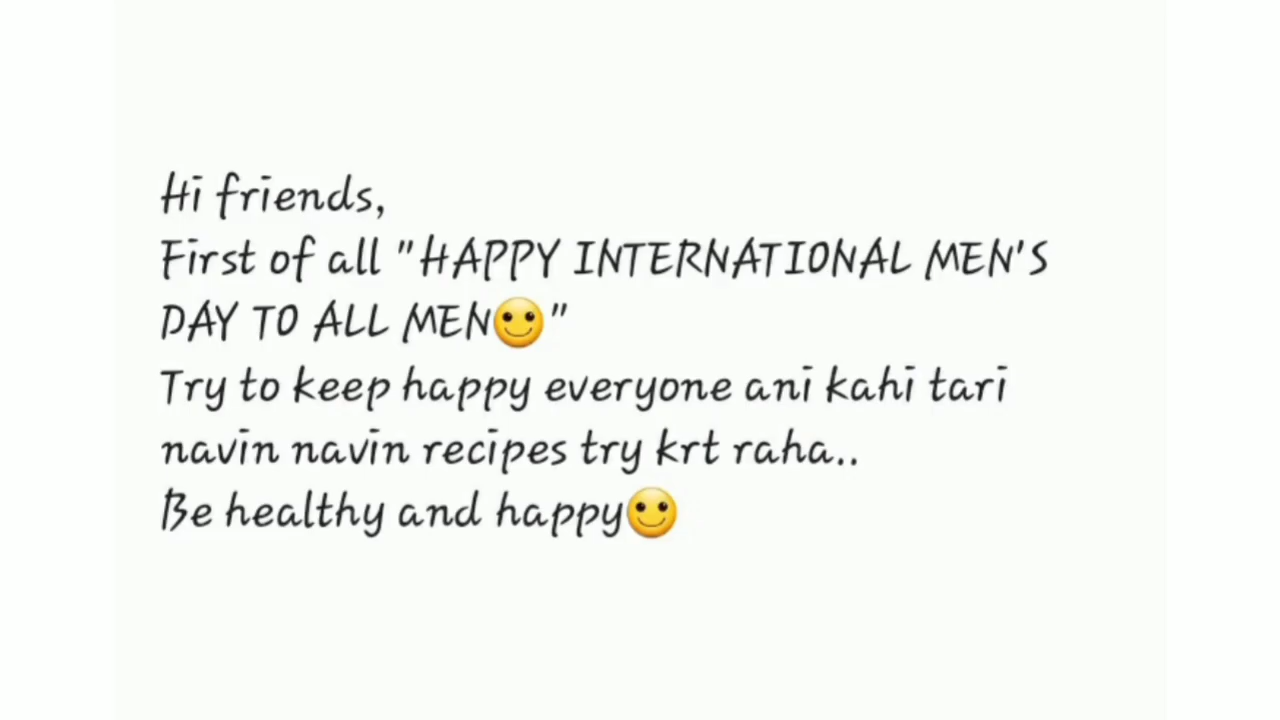 Hi friends,
First of all "HAPPY INTERNATIONAL MEN'S
DAY TO ALL MEN🙂"
Try to keep happy everyone ani kahi tari
navin navin recipes try krt raha..
Be healthy and happy🙂